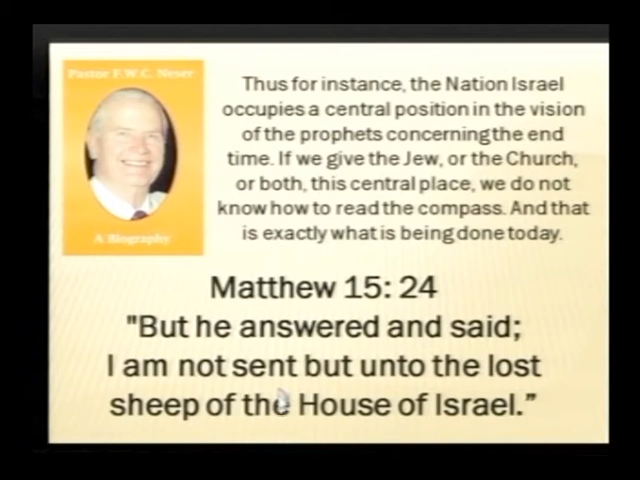 Pastor F.W.C. Neser
A Biography
Thus for instance, the Nation Israel
occupies a central position in the vision
of the prophets concerning the end
time. If we give the Jew, or the Church,
or both, this central place, we do not
know how to read the compass. And that
is exactly what is being done today.
Matthew 15: 24
"But he answered and said;
I am not sent but unto the lost
sheep of the House of Israel.”